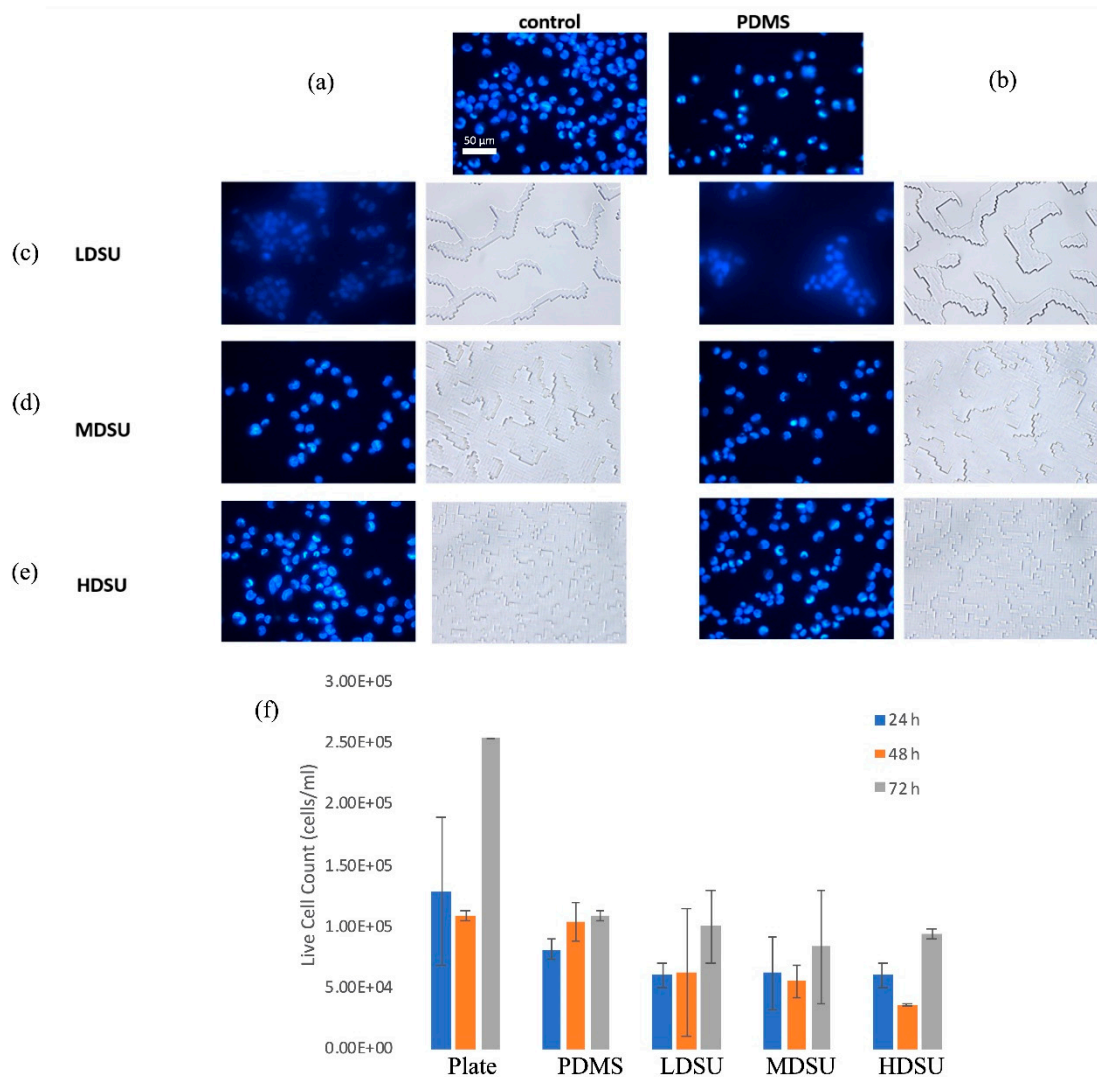 control
PDMS
(a)
(b)
50 µm
(c)
LDSU
(d)
MDSU
(e)
HDSU
(f)
3.00E+05
2.50E+05
2.00E+05
1.50E+05
1.00E+05
5.00E+04
0.00E+00
Live Cell Count (cells/ml)
24 h
48 h
72 h
Plate PDMS LDSU MDSU HDSU